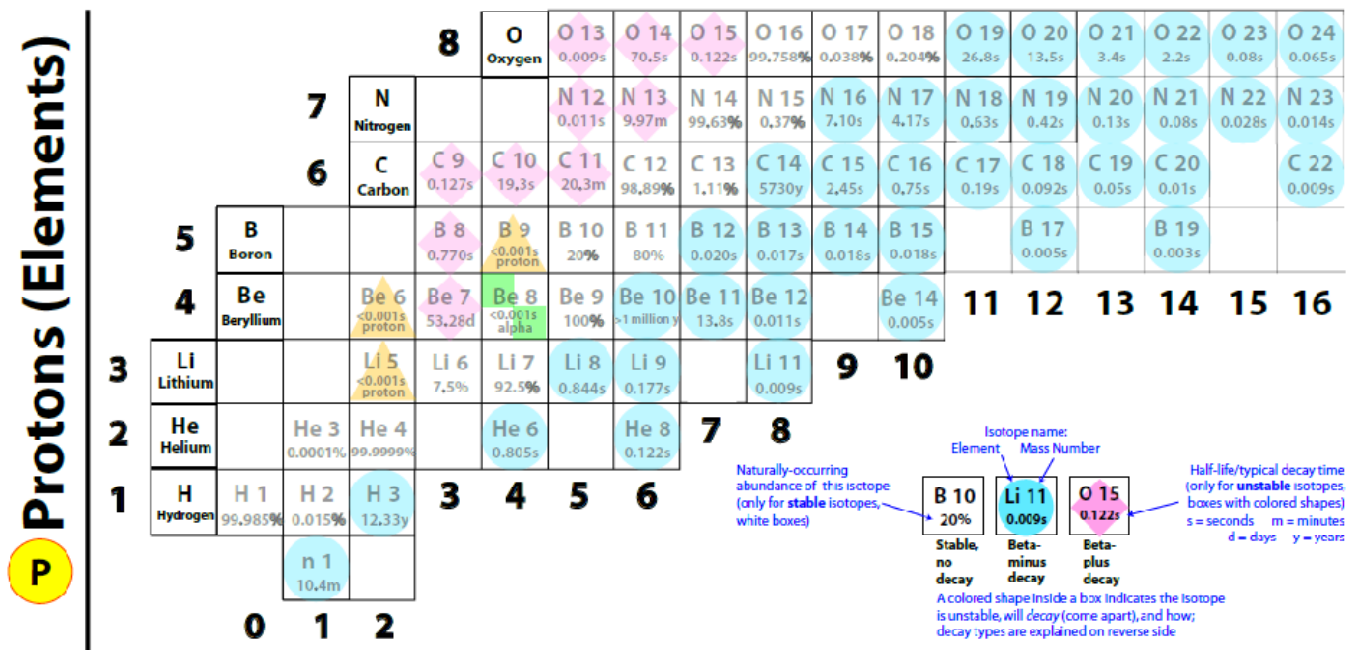 Protons (Elements)
P
8 O O 13 O 14 O 15 O 16 O 17 O 18 O 19 O 20 O 21 O 22 O 23 O 24
Oxygen 0.009s 70.5s 0.122s 99.758% 0.038% 0.204% 26.8s 13.5s 3.4s 2.2s 0.08s 0.065s
7 N N 12 N 13 N 14 N 15 N 16 N 17 N 18 N 19 N 20 N 21 N 22 N 23
Nitrogen 0.011s 9.97m 99.63% 0.37% 7.10s 4.17s 0.63s 0.42s 0.13s 0.08s 0.028s 0.014s
6 C C 9 C 10 C 11 C 12 C 13 C 14 C 15 C 16 C 17 C 18 C 19 C 20 C 22
Carbon 0.127s 19.3s 20.3m 98.89% 1.11% 5730y 2.45s 0.75s 0.19s 0.092s 0.05s 0.01s 0.009s
5 B B 8 B 9 B 10 B 11 B 12 B 13 B 14 B 15 B 17 B 19
Boron 0.770s <0.001s 20% 80% 0.020s 0.017s 0.018s 0.018s 0.005s 0.003s
proton
4 Be Be 6 Be 7 Be 8 Be 9 Be 10 Be 11 Be 12 Be 14 11 12 13 14 15 16
Beryllium <0.001s 53.28d <0.001s 100% >1 million y 13.8s 0.011s 0.005s
proton alpha
3 Li Li 5 Li 6 Li 7 Li 8 Li 9 Li 11 9 10
Lithium <0.001s 7.5% 92.5% 0.844s 0.177s 0.009s
proton
2 He He 3 He 4 He 6 He 8 7 8
Helium 0.0001% 99.9999% 0.805s 0.122s
1 H H 1 H 2 H 3 3 4 5 6
Hydrogen 99.985% 0.015% 12.33y
n 1
10.4m
0 1 2
Isotope name:
Element Mass Number
Naturally-occurring
abundance of this isotope
(only for stable isotopes,
white boxes)
B 10 Li 11 O 15
20% 0.009s 0.122s
Half-life/typical decay time
(only for unstable isotopes,
boxes with colored shapes)
s = seconds m = minutes
d = days y = years
Stable, Beta- Beta-
no minus plus
decay decay decay
A colored shape inside a box indicates the isotope
is unstable, will decay (come apart), and how;
decay types are explained on reverse side